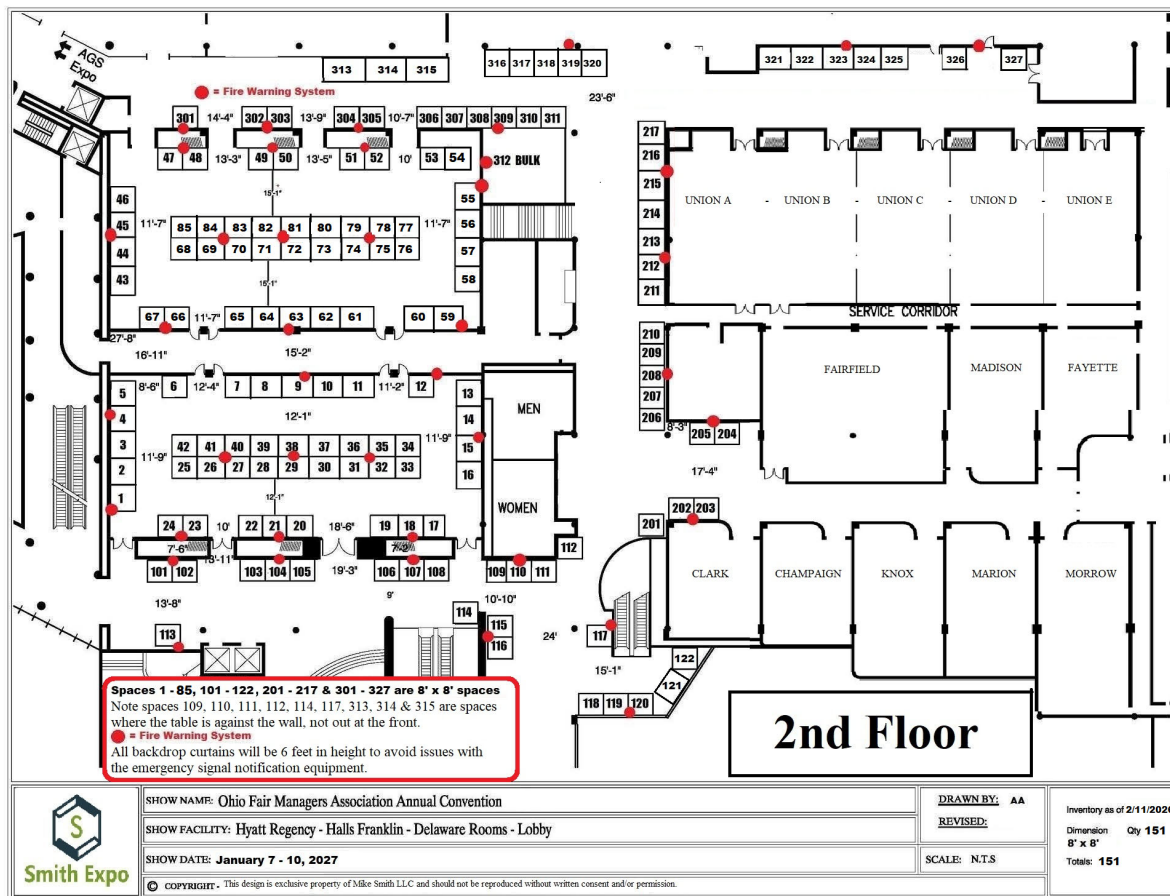 AGS
Expo
313 314 315
316 317 318 319 320
321 322 323 324 325 326 327
= Fire Warning System
23'-6"
301 14'-4" 302 303 13'-9" 304 305 10'-7" 306 307 308 309 310 311
47 48 13'-3" 49 50 13'-5" 51 52 10' 53 54 312 BULK
217
216
215
214
213
212
211
UNION A - UNION B - UNION C - UNION D - UNION E
46
45
44
43
11'-7"
15'-1"
85 84 83 82 81 80 79 78 77
68 69 70 71 72 73 74 75 76
11'-7"
15'-1"
55
56
57
58
67 66 11'-7" 65 64 63 62 61 60 59
SERVICE CORRIDOR
27'-8"
16'-11" 15'-2"
210
209
208
207
206
FAIRFIELD MADISON FAYETTE
8'-3" 205 204
8'-6" 6 12'-4" 7 8 9 10 11 11'-2" 12
5
4
3
2
1
12'-1"
11'-9"
42 41 40 39 38 37 36 35 34
25 26 27 28 29 30 31 32 33
11'-9"
12'-1"
13
14
15
16
MEN
WOMEN
17'-4"
24 23 10' 22 21 20 18'-6" 19 18 17
7'-6" 7'-2"
13'-11"
101 102 103 104 105 19'-3" 106 107 108 109 110 111
112
201 202 203
CLARK CHAMPAIGN KNOX MARION MORROW
13'-8" 9' 10'-10"
113 114 115
116
24'
117
15'-1"
122
121
118 119 120
Spaces 1 - 85, 101 - 122, 201 - 217 & 301 - 327 are 8' x 8' spaces
Note spaces 109, 110, 111, 112, 114, 117, 313, 314 & 315 are spaces
where the table is against the wall, not out at the front.
= Fire Warning System
All backdrop curtains will be 6 feet in height to avoid issues with
the emergency signal notification equipment.
2nd Floor
S
Smith Expo
SHOW NAME: Ohio Fair Managers Association Annual Convention
SHOW FACILITY: Hyatt Regency - Halls Franklin - Delaware Rooms - Lobby
SHOW DATE: January 7 - 10, 2027
© COPYRIGHT - This design is exclusive property of Mike Smith LLC and should not be reproduced without written consent and/or permission.
DRAWN BY: AA
REVISED:
SCALE: N.T.S
Inventory as of 2/11/2026
Dimension Qty 151
8' x 8'
Totals: 151